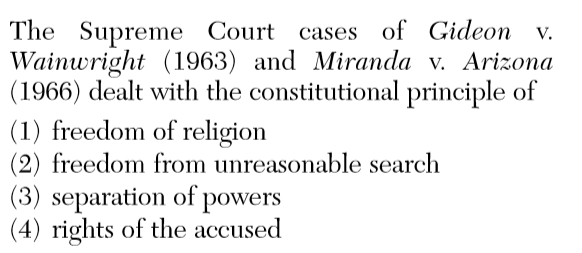 The Supreme Court cases of Gideon v.
Wainwright (1963) and Miranda v. Arizona
(1966) dealt with the constitutional principle of
(1) freedom of religion
(2) freedom from unreasonable search
(3) separation of powers
(4) rights of the accused